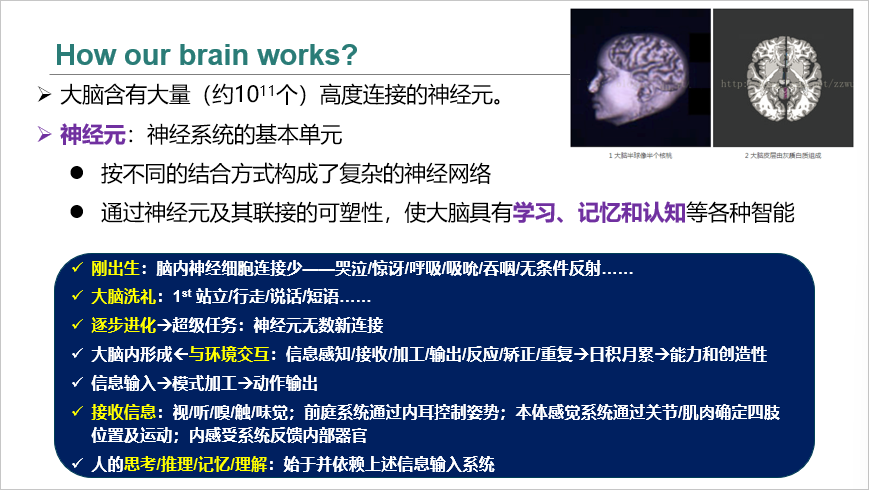 How our brain works?
1 大脑半球像半个核桃
2 大脑皮层由灰质白质组成
大脑含有大量（约10¹¹个）高度连接的神经元。
神经元：神经系统的基本单元
按不同的结合方式构成了复杂的神经网络
通过神经元及其联接的可塑性，使大脑具有学习、记忆和认知等各种智能
刚出生：脑内神经细胞连接少——哭泣/惊讶/呼吸/吸吮/吞咽/无条件反射……
大脑洗礼：1ˢᵗ 站立/行走/说话/短语……
逐步进化→超级任务：神经元无数新连接
大脑内形成←与环境交互：信息感知/接收/加工/输出/反应/矫正/重复→日积月累→能力和创造性
信息输入→模式加工→动作输出
接收信息：视/听/嗅/触/味觉；前庭系统通过内耳控制姿势；本体感觉系统通过关节/肌肉确定四肢
位置及运动；内感受系统反馈内部器官
人的思考/推理/记忆/理解：始于并依赖上述信息输入系统